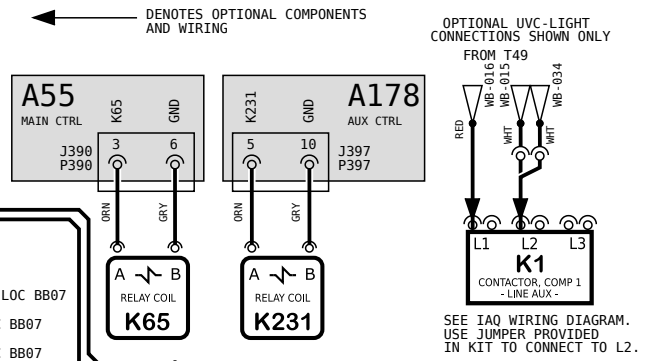 DENOTES OPTIONAL COMPONENTS
AND WIRING
OPTIONAL UVC-LIGHT
CONNECTIONS SHOWN ONLY
FROM T49
WB-016
WB-015
WB-034
RED
WHT
WHT
A55
MAIN CTRL
K65
GND
3
6
J390
P390
K231
GND
A178
AUX CTRL
5
10
J397
P397
ORN
GRY
ORN
GRY
A B
RELAY COIL
K65
A B
RELAY COIL
K231
L1 L2 L3
K1
CONTACTOR, COMP 1
- LINE AUX -
SEE IAQ WIRING DIAGRAM.
USE JUMPER PROVIDED
IN KIT TO CONNECT TO L2.
LOC BB07
BB07
BB07